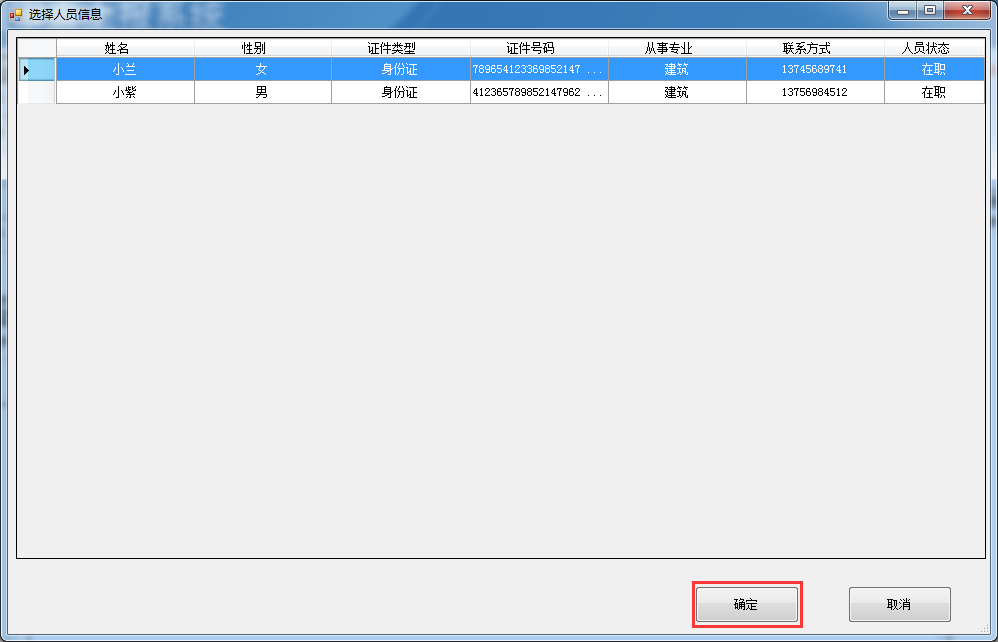 选择人员信息
姓名 性别 证件类型 证件号码 从事专业 联系方式 人员状态
小兰 女 身份证 789654123369852147 ... 建筑 13745689741 在职
小紫 男 身份证 412365789852147962 ... 建筑 13756984512 在职
确定 取消